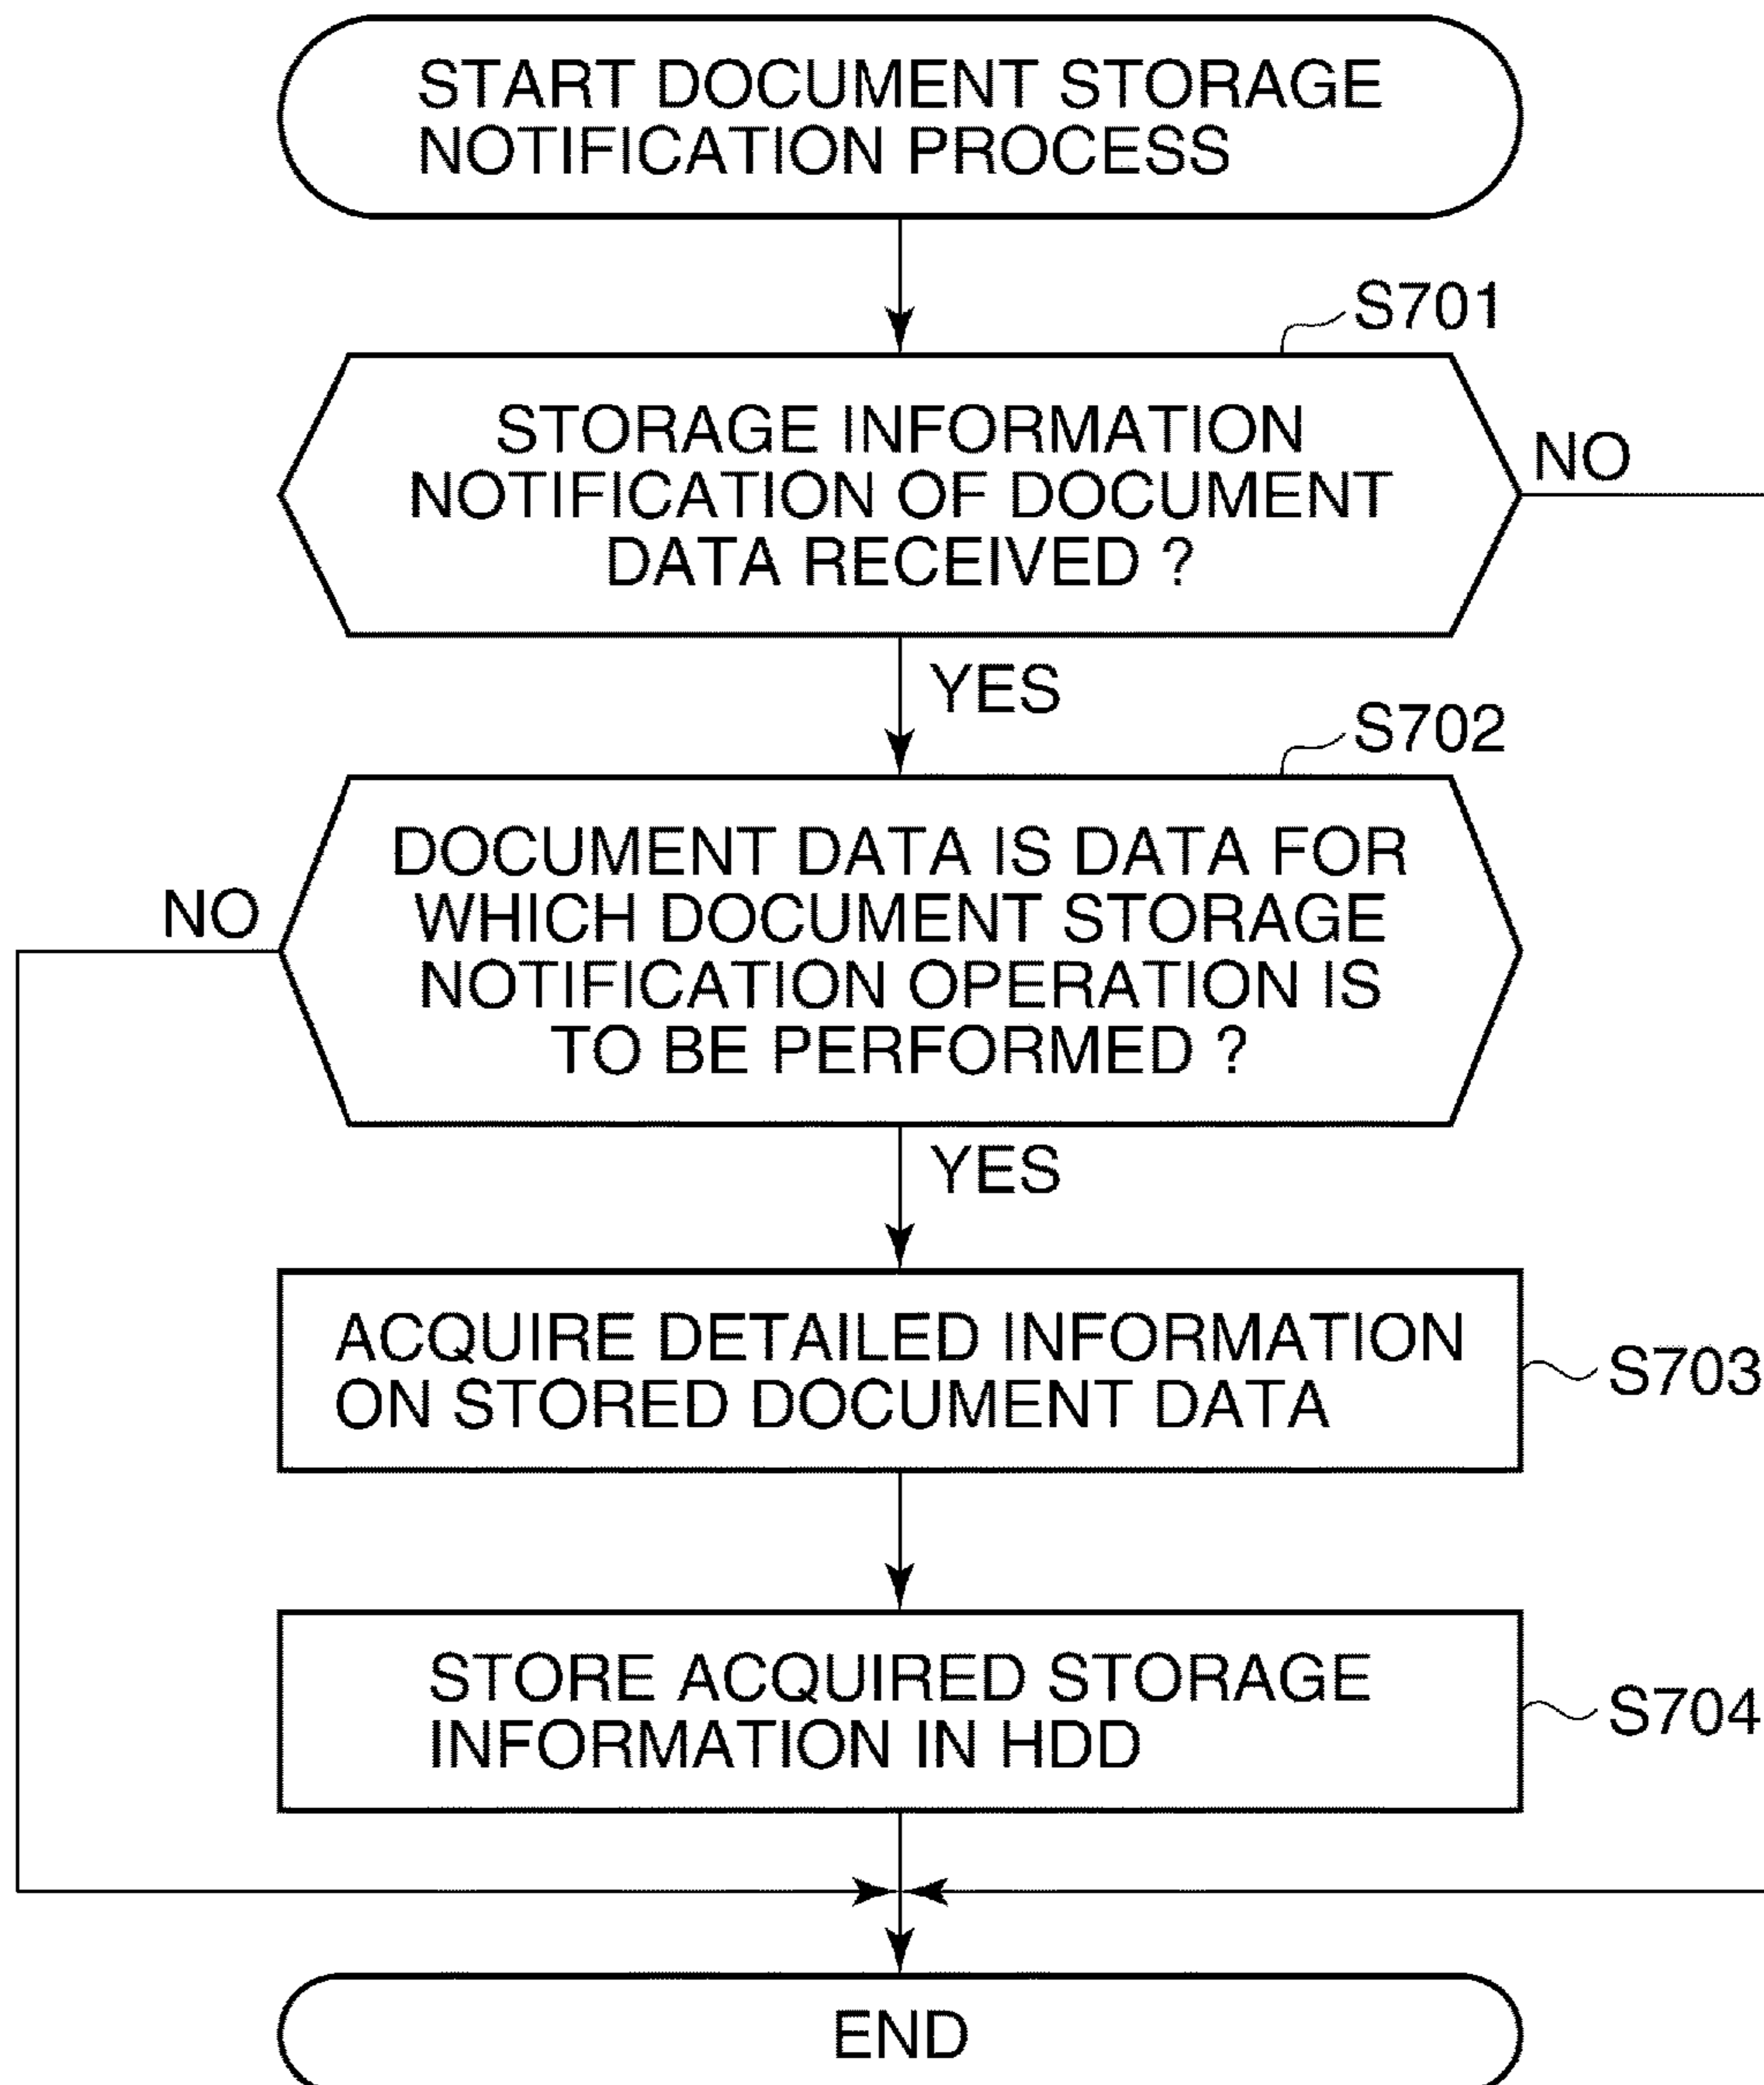 START DOCUMENT STORAGE
NOTIFICATION PROCESS
S701
STORAGE INFORMATION
NOTIFICATION OF DOCUMENT
DATA RECEIVED ?
NO
YES
S702
DOCUMENT DATA IS DATA FOR
WHICH DOCUMENT STORAGE
NOTIFICATION OPERATION IS
TO BE PERFORMED ?
NO
YES
ACQUIRE DETAILED INFORMATION
ON STORED DOCUMENT DATA
S703
STORE ACQUIRED STORAGE
INFORMATION IN HDD
S704
END